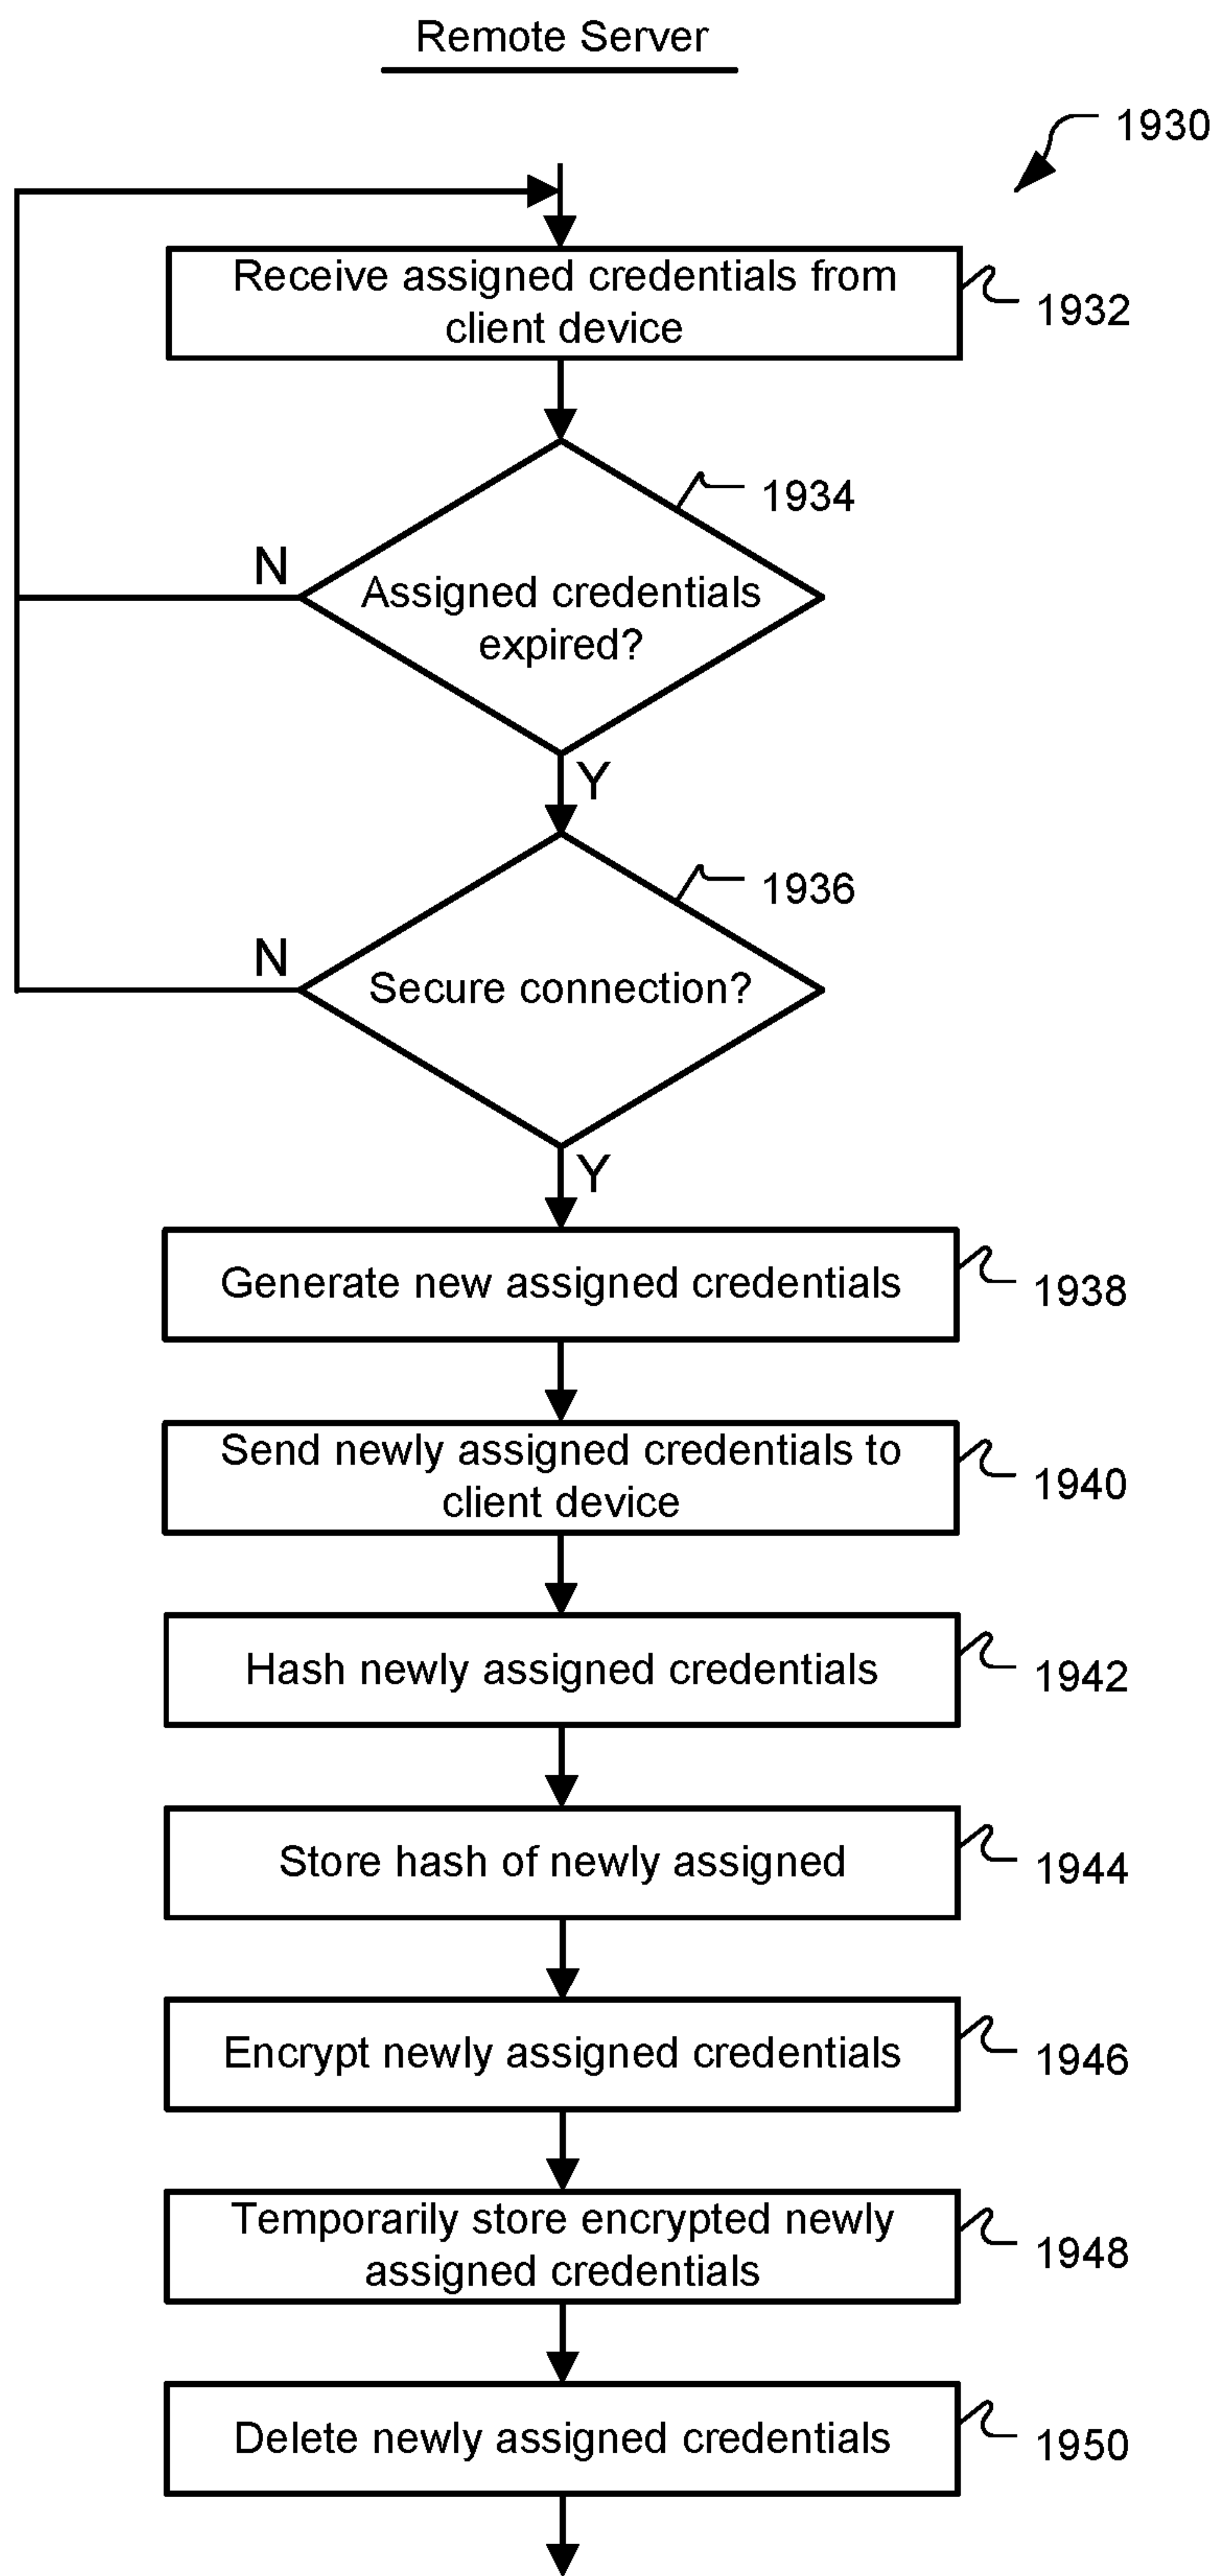 Remote Server
1930
Receive assigned credentials from
client device
1932
1934
N
Assigned credentials
expired?
Y
1936
N
Secure connection?
Y
Generate new assigned credentials
1938
Send newly assigned credentials to
client device
1940
Hash newly assigned credentials
1942
Store hash of newly assigned
1944
Encrypt newly assigned credentials
1946
Temporarily store encrypted newly
assigned credentials
1948
Delete newly assigned credentials
1950